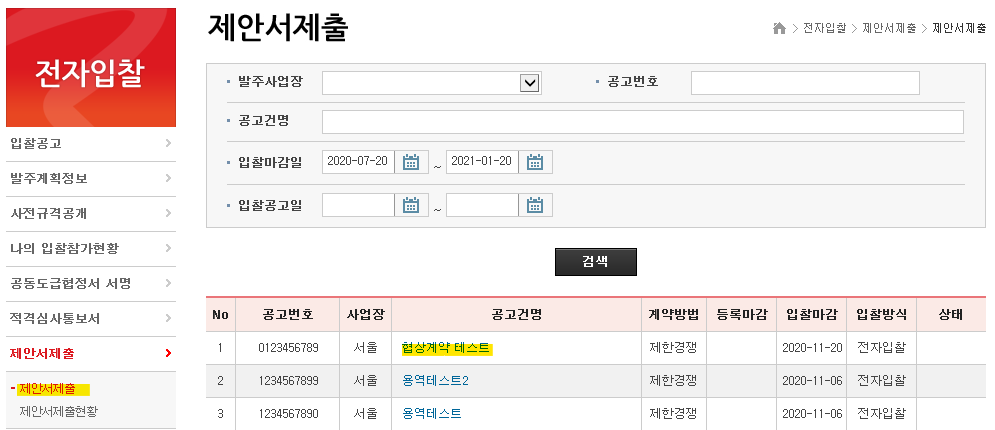 전자입찰
입찰공고
발주계획정보
사전규격공개
나의 입찰참가현황
공동도급협정서 서명
적격심사통보서
제안서제출
제안서제출
제안서제출현황
제안서제출
전자입찰 제안서제출 제안서제출
발주사업장 공고번호
공고건명
입찰마감일 2020-07-20 ~ 2021-01-20
입찰공고일 ~
검색
No 공고번호 사업장 공고건명 계약방법 등록마감 입찰마감 입찰방식 상태
1 0123456789 서울 협상계약 테스트 제한경쟁 2020-11-20 전자입찰
2 1234567899 서울 용역테스트2 제한경쟁 2020-11-06 전자입찰
3 1234567890 서울 용역테스트 제한경쟁 2020-11-06 전자입찰